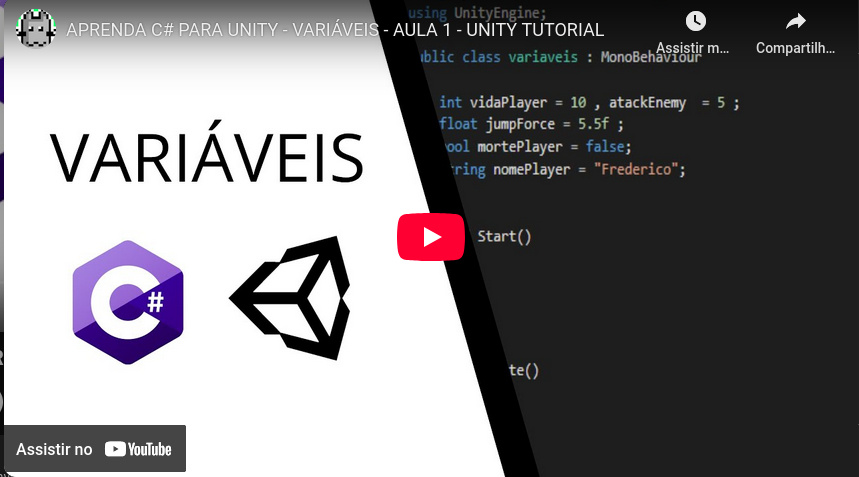 APRENDA C# PARA UNITY - VARIÁVEIS - AULA 1 - UNITY TUTORIAL
Assistir m...
Compartilh...
VARIÁVEIS
C#
using UnityEngine;
ublic class variaveis : MonoBehaviour
int vidaPlayer = 10 , atackEnemy = 5 ;
float jumpForce = 5.5f ;
ool mortePlayer = false;
ring nomePlayer = "Frederico";
Start()
te()
Assistir no YouTube